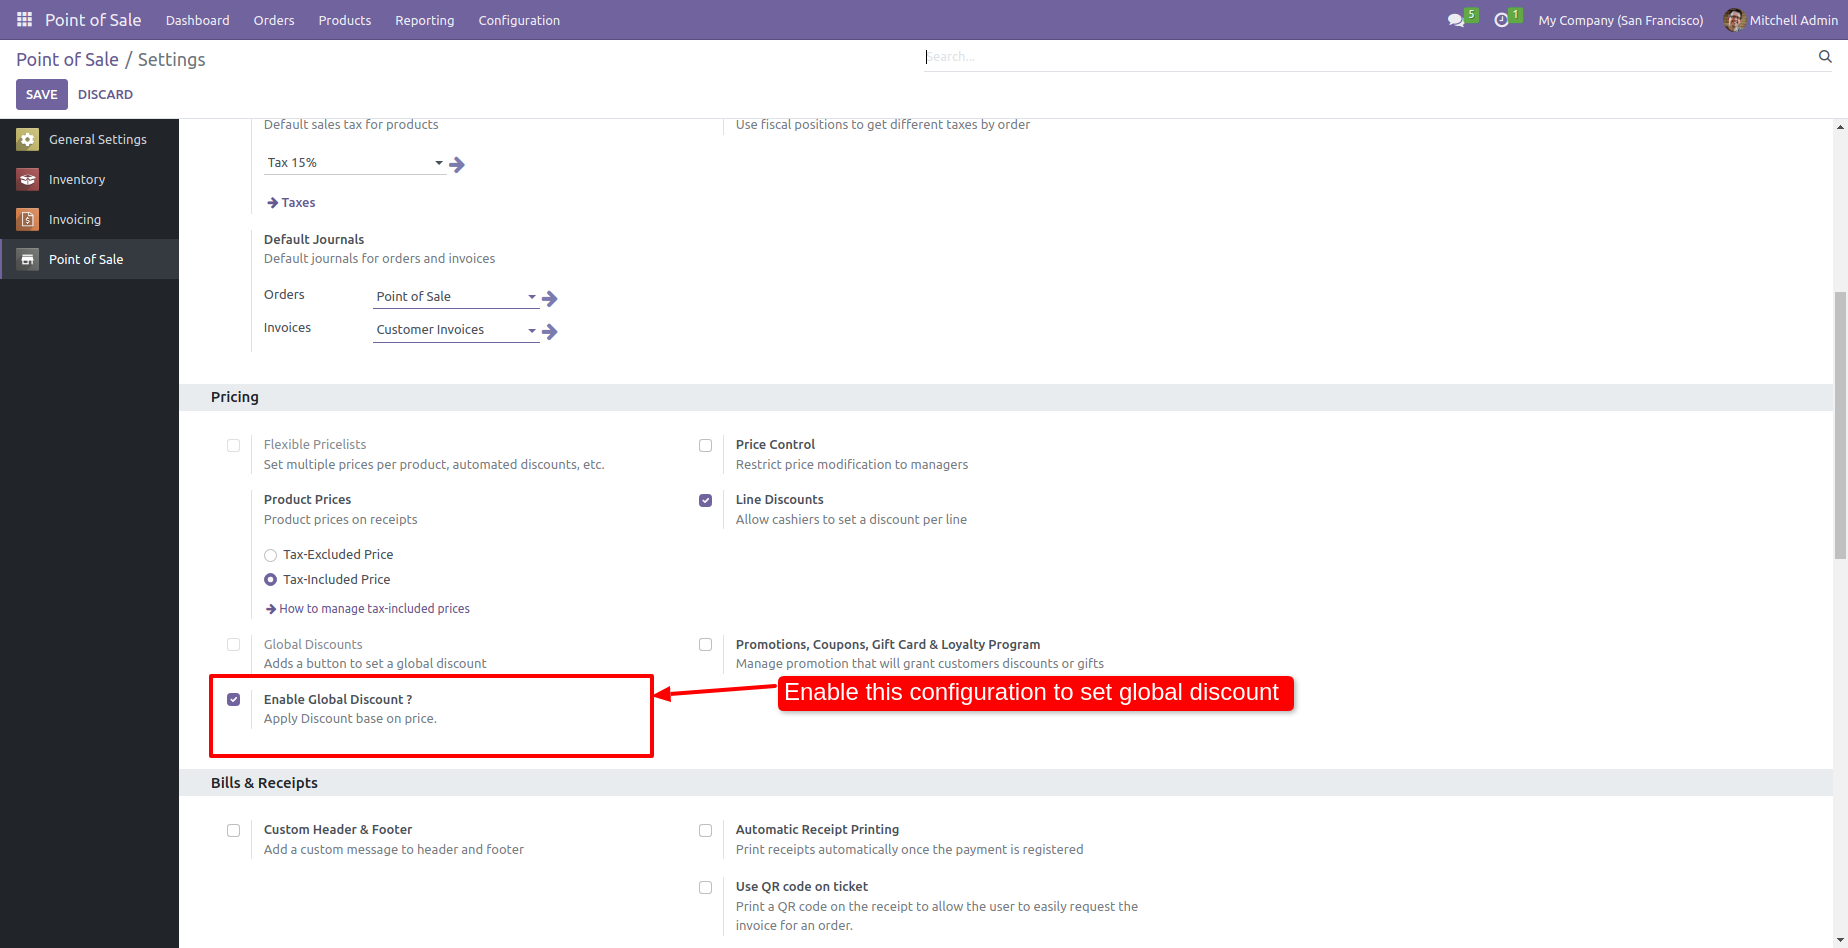 Point of Sale Dashboard Orders Products Reporting Configuration 5 1 My Company (San Francisco) Mitchell Admin
Point of Sale / Settings
Search...
SAVE DISCARD
General Settings
Inventory
Invoicing
Point of Sale
Default sales tax for products
Use fiscal positions to get different taxes by order
Tax 15%
Taxes
Default Journals
Default journals for orders and invoices
Orders Point of Sale
Invoices Customer Invoices
Pricing
Flexible Pricelists
Set multiple prices per product, automated discounts, etc.
Price Control
Restrict price modification to managers
Product Prices
Product prices on receipts
Line Discounts
Allow cashiers to set a discount per line
Tax-Excluded Price
Tax-Included Price
How to manage tax-included prices
Global Discounts
Adds a button to set a global discount
Promotions, Coupons, Gift Card & Loyalty Program
Manage promotion that will grant customers discounts or gifts
Enable Global Discount ?
Apply Discount base on price.
Enable this configuration to set global discount
Bills & Receipts
Custom Header & Footer
Add a custom message to header and footer
Automatic Receipt Printing
Print receipts automatically once the payment is registered
Use QR code on ticket
Print a QR code on the receipt to allow the user to easily request the
invoice for an order.